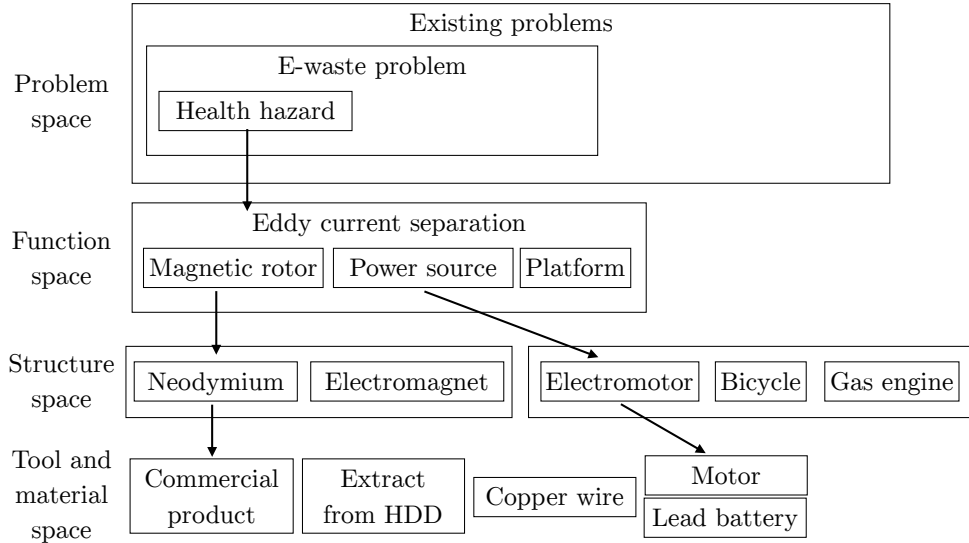 Existing problems
E-waste problem
Problem
space
Health hazard
Eddy current separation
Function
space
Magnetic rotor
Power source
Platform
Structure
space
Neodymium
Electromagnet
Electromotor
Bicycle
Gas engine
Tool and
material
space
Commercial
product
Extract
from HDD
Copper wire
Motor
Lead battery